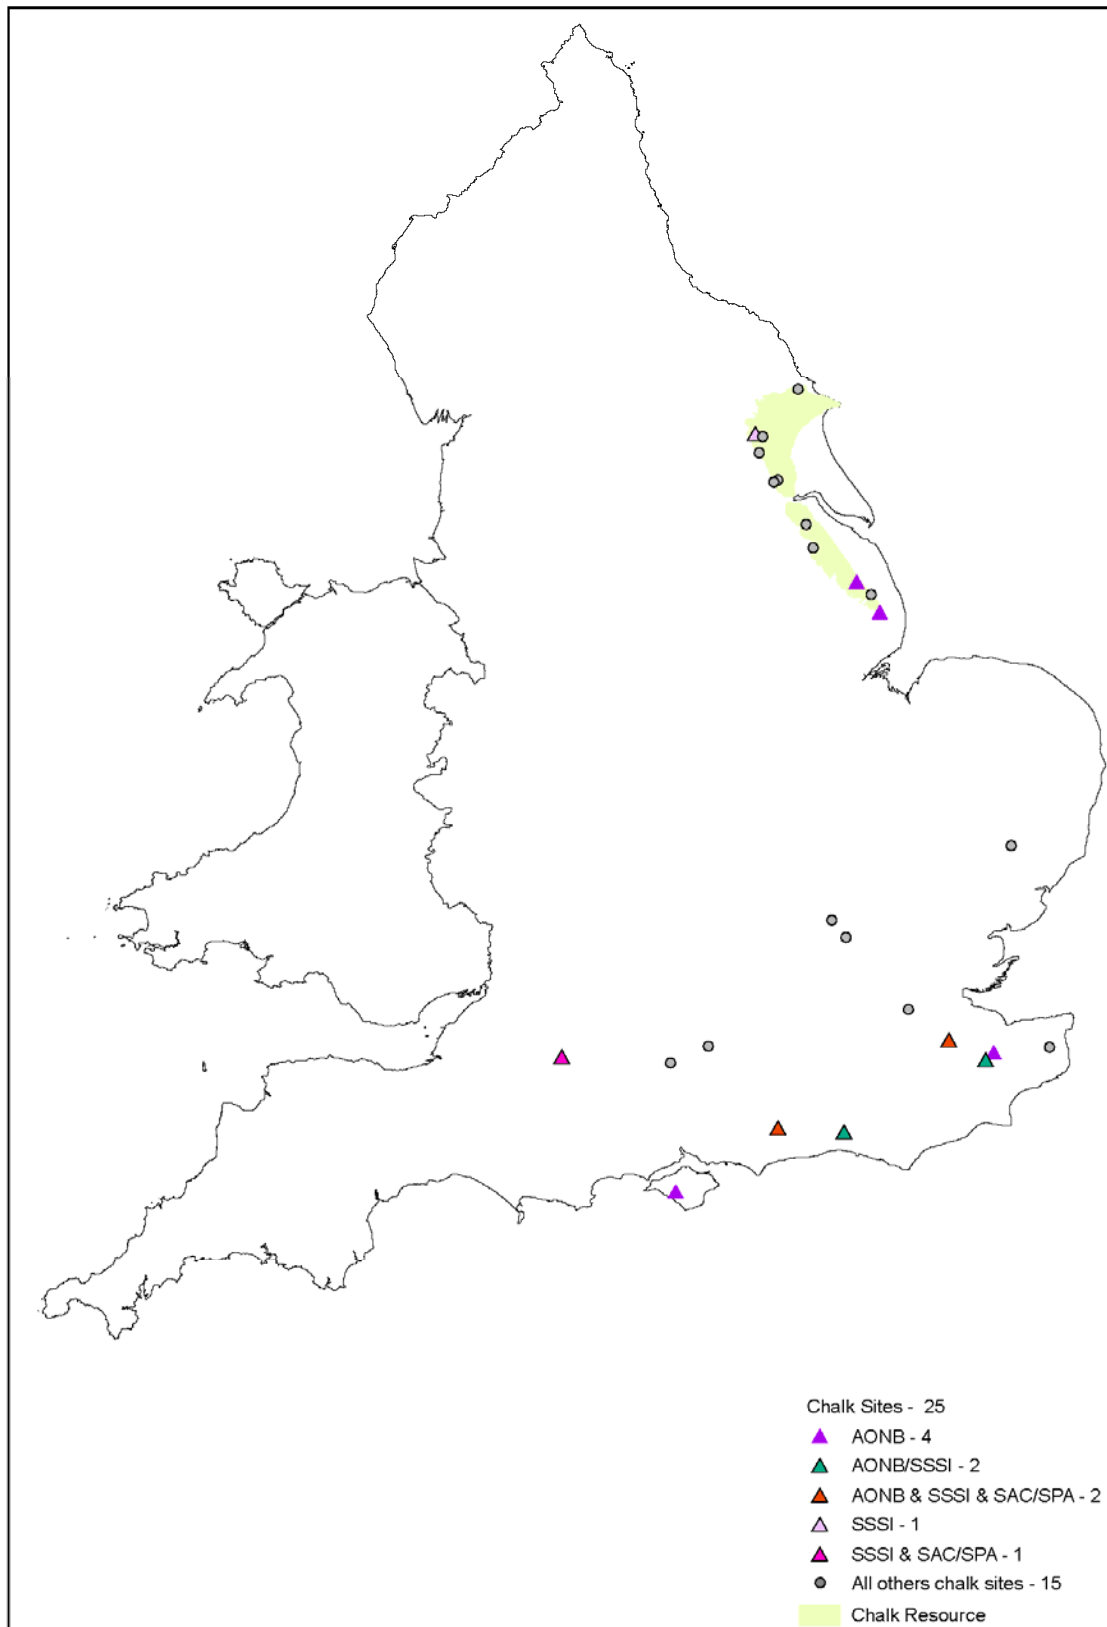 Chalk Sites - 25
AONB - 4
AONB/SSSI - 2
AONB & SSSI & SAC/SPA - 2
SSSI - 1
SSSI & SAC/SPA - 1
All others chalk sites - 15
Chalk Resource